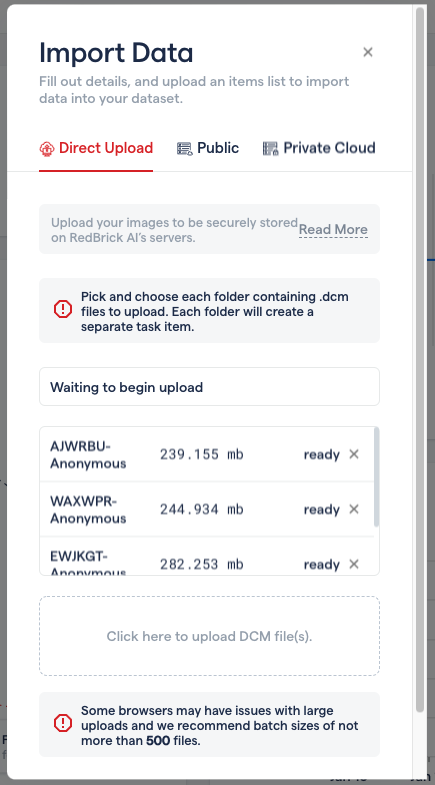 Import Data
Fill out details, and upload an items list to import
data into your dataset.
Direct Upload
Public
Private Cloud
Upload your images to be securely stored
on RedBrick AI's servers.
Read More
Pick and choose each folder containing .dcm
files to upload. Each folder will create a
separate task item.
Waiting to begin upload
AJWRBU-
Anonymous
239.155 mb
ready
WAXWPR-
Anonymous
244.934 mb
ready
EWJKGT-
Anonymous
282.253 mb
ready
Click here to upload DCM file(s).
Some browsers may have issues with large
uploads and we recommend batch sizes of not
more than 500 files.